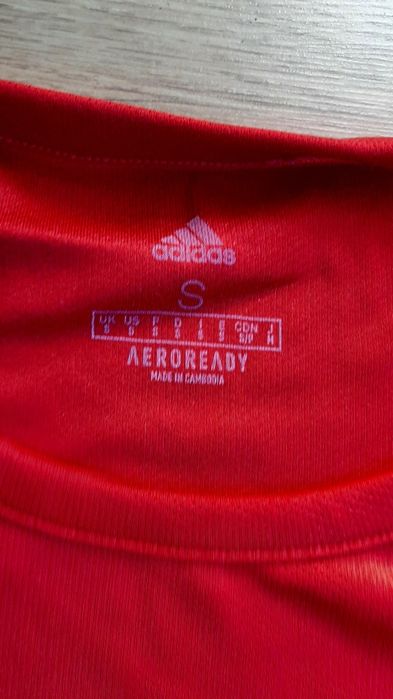 adidas
S
UK US F D I E CDN J
S S S S S S S/P M
AEROREADY
MADE IN CAMBODIA